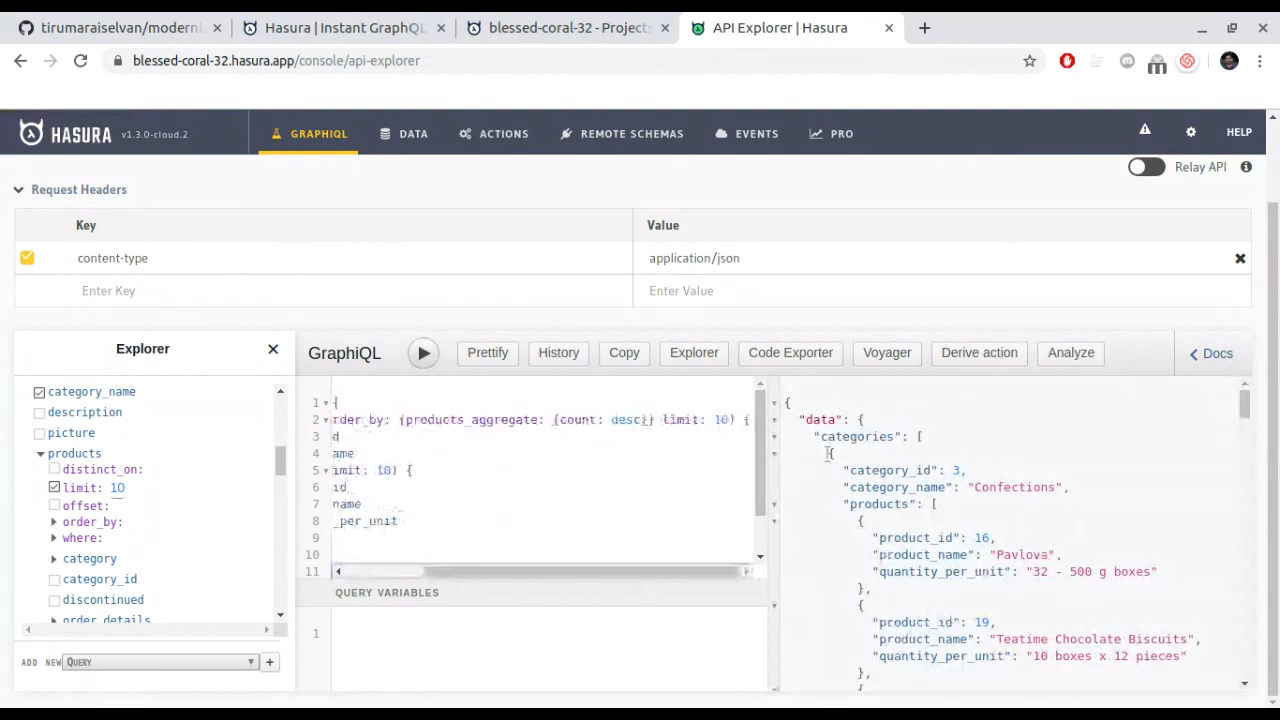 tirumaraiselvan/moderni
Hasura | Instant GraphQL
blessed-coral-32 - Projects
API Explorer | Hasura
blessed-coral-32.hasura.app/console/api-explorer
HASURA v1.3.0-cloud.2
GRAPHIQL
DATA
ACTIONS
REMOTE SCHEMAS
EVENTS
PRO
HELP
Relay API
Request Headers
Key Value
content-type application/json
Enter Key Enter Value
Explorer
category_name
description
picture
products
distinct_on:
limit: 10
offset:
order_by:
where:
category
category_id
discontinued
order_details
ADD NEW Query +
GraphiQL
Prettify
History
Copy
Explorer
Code Exporter
Voyager
Derive action
Analyze
Docs
1 {
2 rder_by: {products_aggregate: {count: desc}} limit: 10) {
3 d
4 ame
5 imit: 10) {
6 id
7 name
8 _per_unit
9
10
11
QUERY VARIABLES
1
{
"data": {
"categories": [
{
"category_id": 3,
"category_name": "Confections",
"products": [
{
"product_id": 16,
"product_name": "Pavlova",
"quantity_per_unit": "32 - 500 g boxes"
},
{
"product_id": 19,
"product_name": "Teatime Chocolate Biscuits",
"quantity_per_unit": "10 boxes x 12 pieces"
},
{